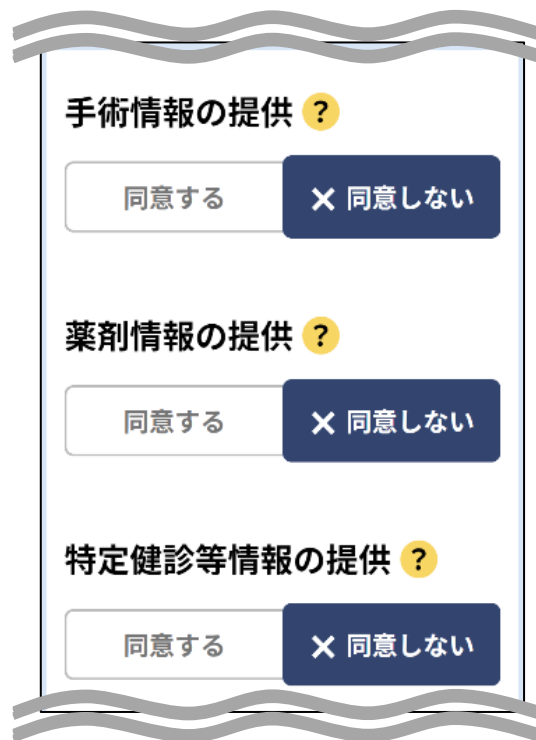 手術情報の提供 ?
同意する × 同意しない
薬剤情報の提供 ?
同意する × 同意しない
特定健診等情報の提供 ?
同意する × 同意しない